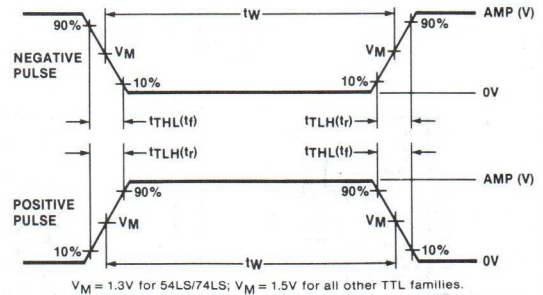 tW
AMP (V)
90%
90%
NEGATIVE
PULSE
VM
VM
10%
10%
0V
tTHL(tf)
tTLH(tr)
tTLH(tr)
tTHL(tf)
AMP (V)
POSITIVE
PULSE
90%
90%
VM
VM
10%
10%
0V
tW
VM = 1.3V for 54LS/74LS; VM = 1.5V for all other TTL families.